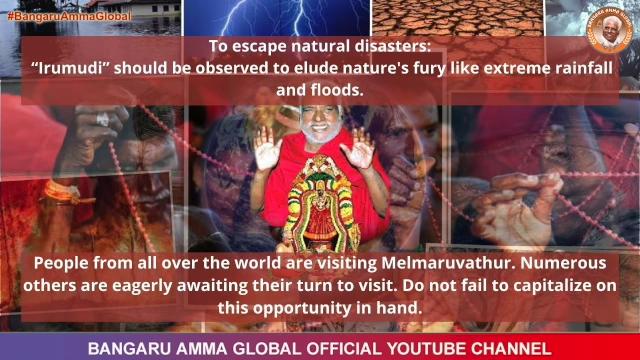 #BangaruAmmaGlobal
To escape natural disasters:
“Irumudi” should be observed to elude nature's fury like extreme rainfall
and floods.
People from all over the world are visiting Melmaruvathur. Numerous
others are eagerly awaiting their turn to visit. Do not fail to capitalize on
this opportunity in hand.
BANGARU AMMA GLOBAL OFFICIAL YOUTUBE CHANNEL